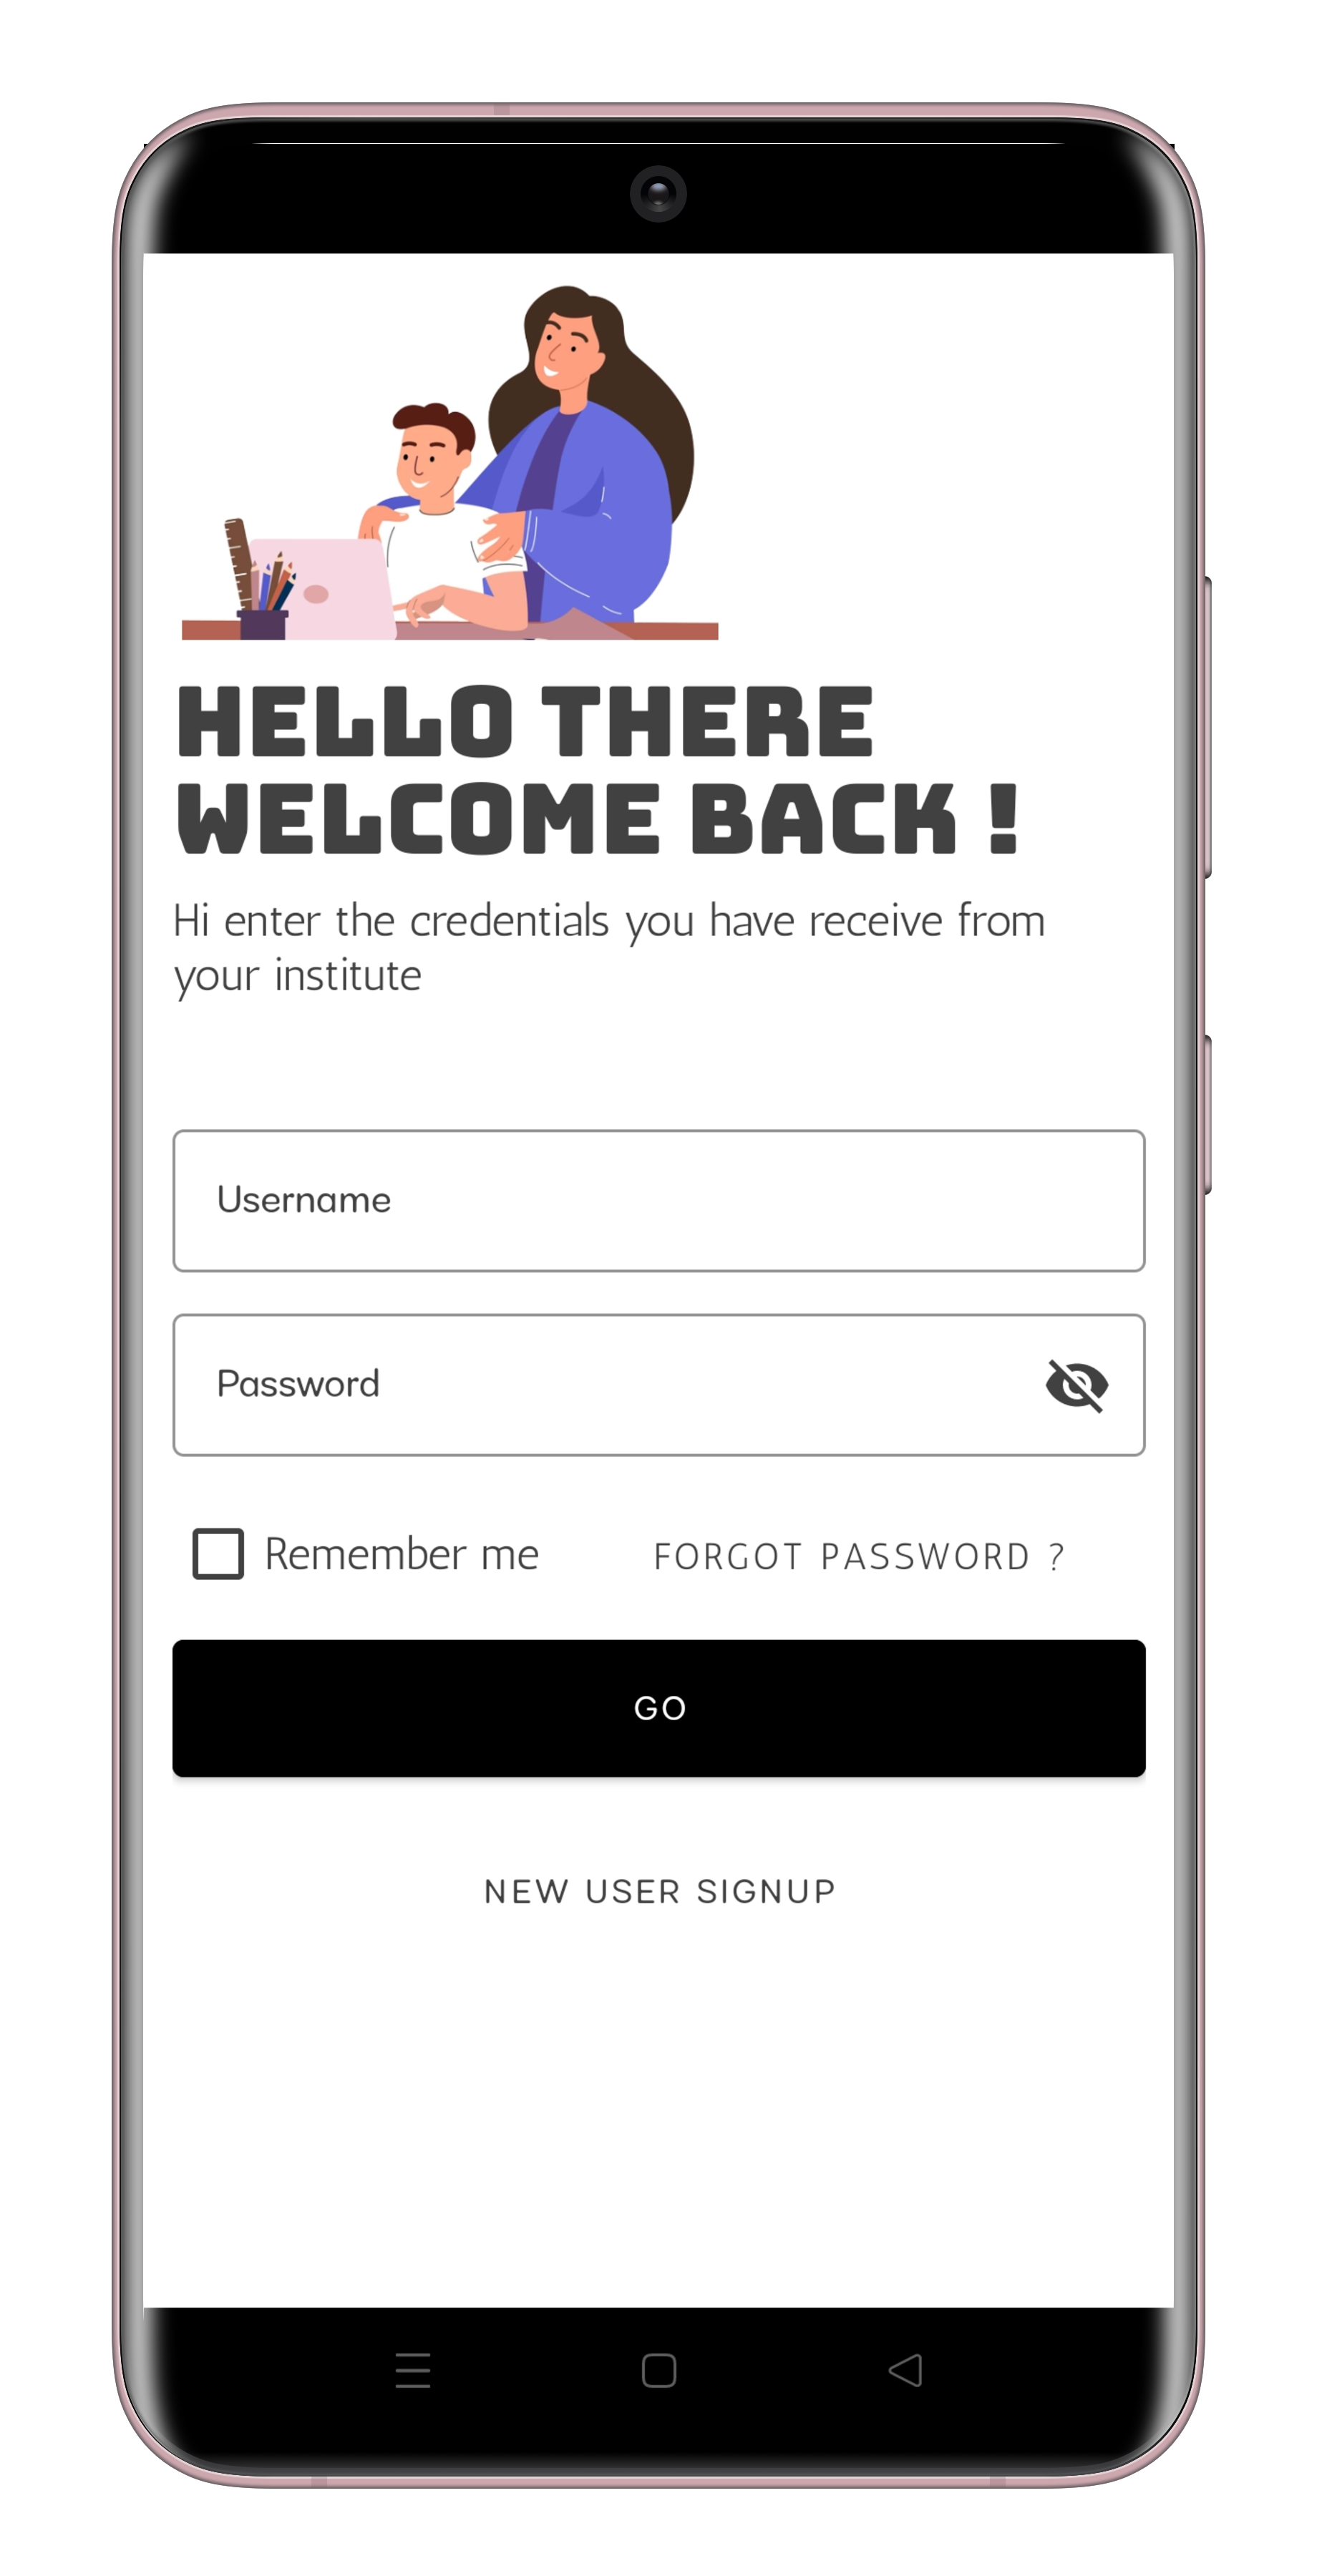 HELLO THERE
WELCOME BACK !
Hi enter the credentials you have receive from
your institute
Username
Password
Remember me FORGOT PASSWORD ?
GO
NEW USER SIGNUP